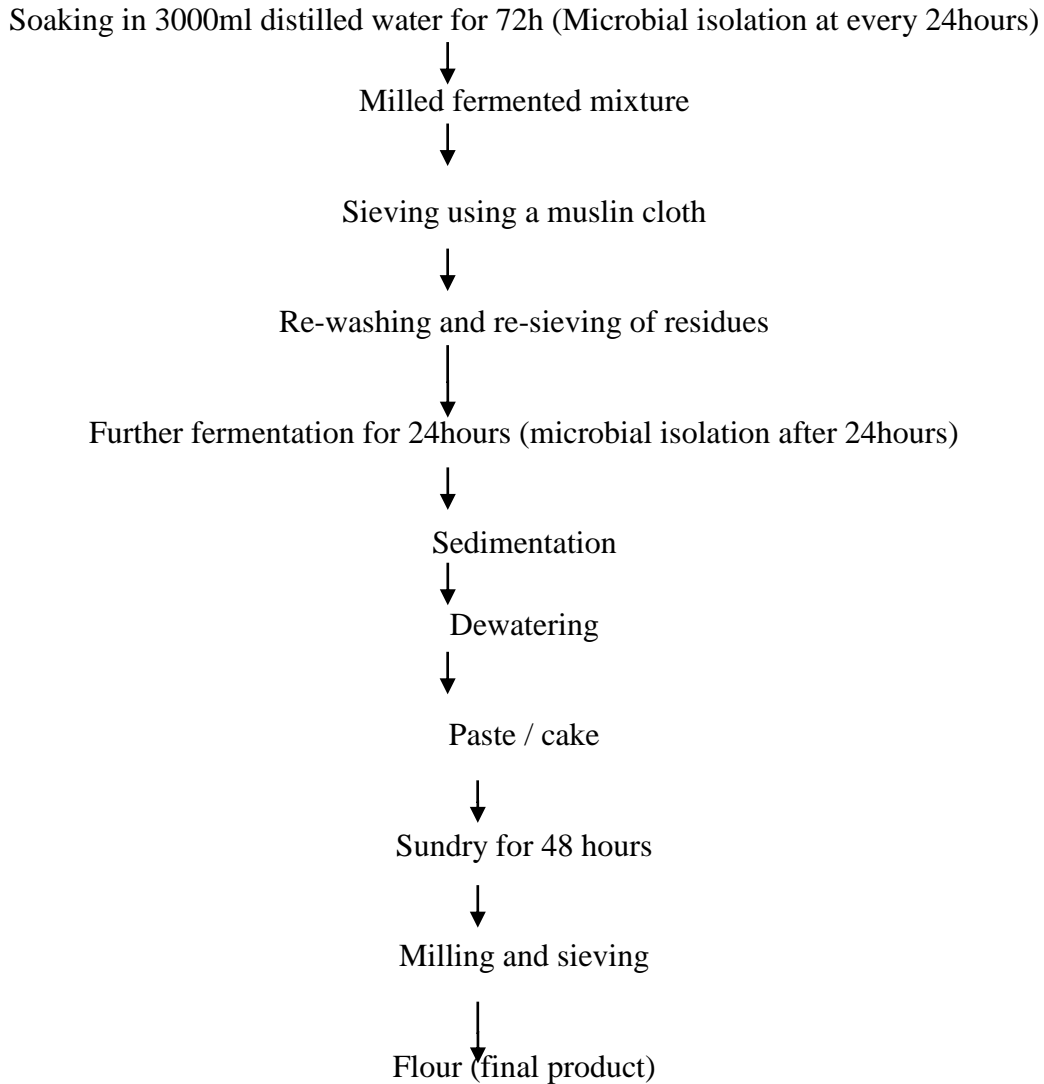 Soaking in 3000ml distilled water for 72h (Microbial isolation at every 24hours)
Milled fermented mixture
Sieving using a muslin cloth
Re-washing and re-sieving of residues
Further fermentation for 24hours (microbial isolation after 24hours)
Sedimentation
Dewatering
Paste / cake
Sundry for 48 hours
Milling and sieving
Flour (final product)